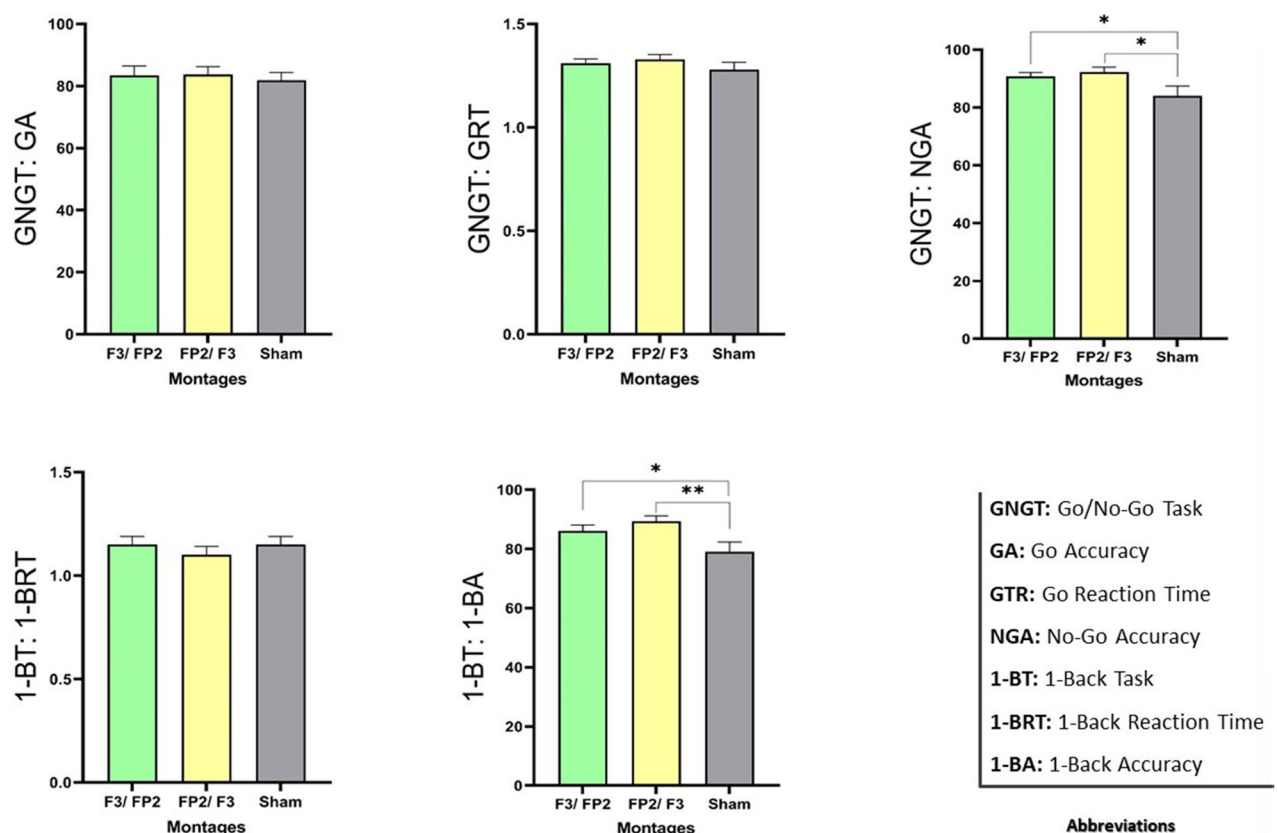 GNGT: GA
100
80
60
40
20
0
F3/ FP2 FP2/ F3 Sham
Montages
GNGT: GRT
1.5
1.0
0.5
0.0
F3/ FP2 FP2/ F3 Sham
Montages
GNGT: NGA
*
*
100
80
60
40
20
0
F3/ FP2 FP2/ F3 Sham
Montages
1-BT: 1-BRT
1.5
1.0
0.5
0.0
F3/ FP2 FP2/ F3 Sham
Montages
1-BT: 1-BA
*
**
100
80
60
40
20
0
F3/ FP2 FP2/ F3 Sham
Montages
GNGT: Go/No-Go Task
GA: Go Accuracy
GTR: Go Reaction Time
NGA: No-Go Accuracy
1-BT: 1-Back Task
1-BRT: 1-Back Reaction Time
1-BA: 1-Back Accuracy
Abbreviations